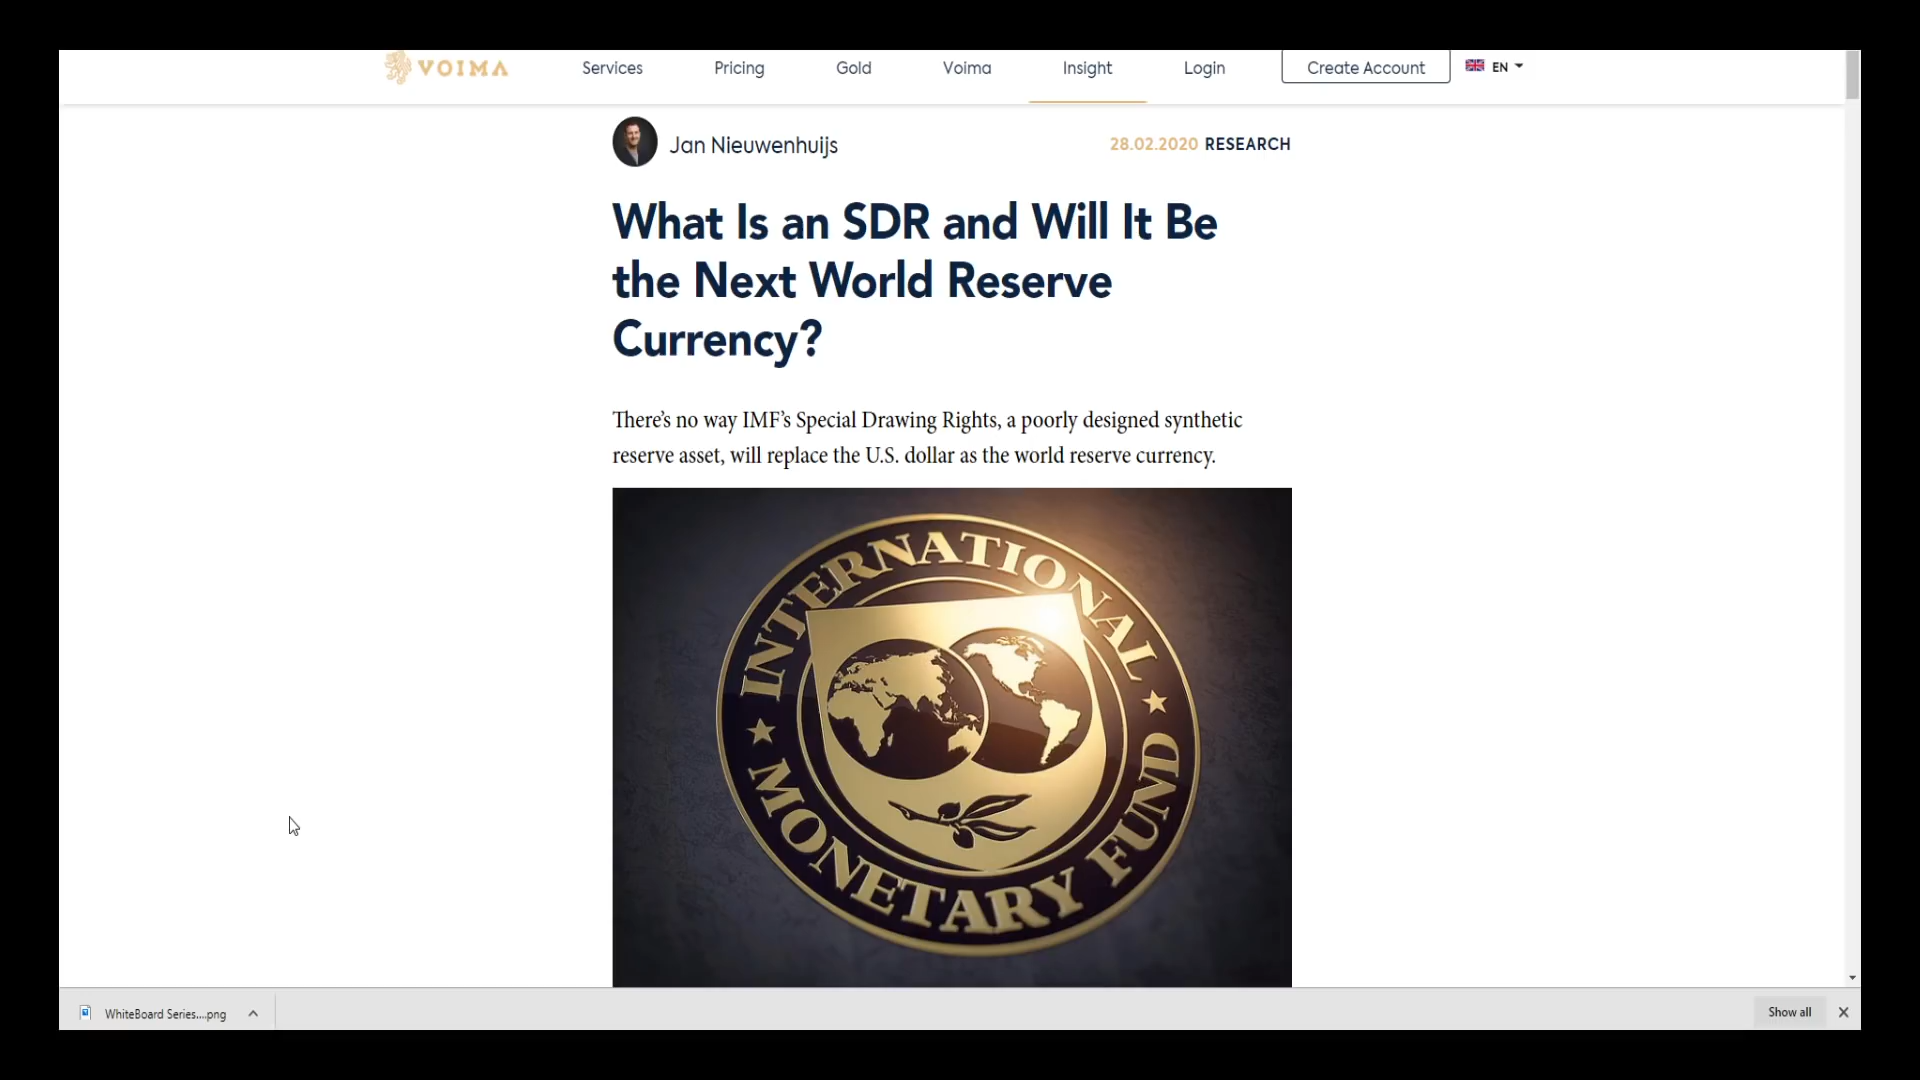 VOIMA
Services Pricing Gold Voima Insight Login Create Account EN
Jan Nieuwenhuijs 28.02.2020 RESEARCH
What Is an SDR and Will It Be
the Next World Reserve
Currency?
There’s no way IMF’s Special Drawing Rights, a poorly designed synthetic
reserve asset, will replace the U.S. dollar as the world reserve currency.
INTERNATIONAL
MONETARY FUND
WhiteBoard Series....png Show all